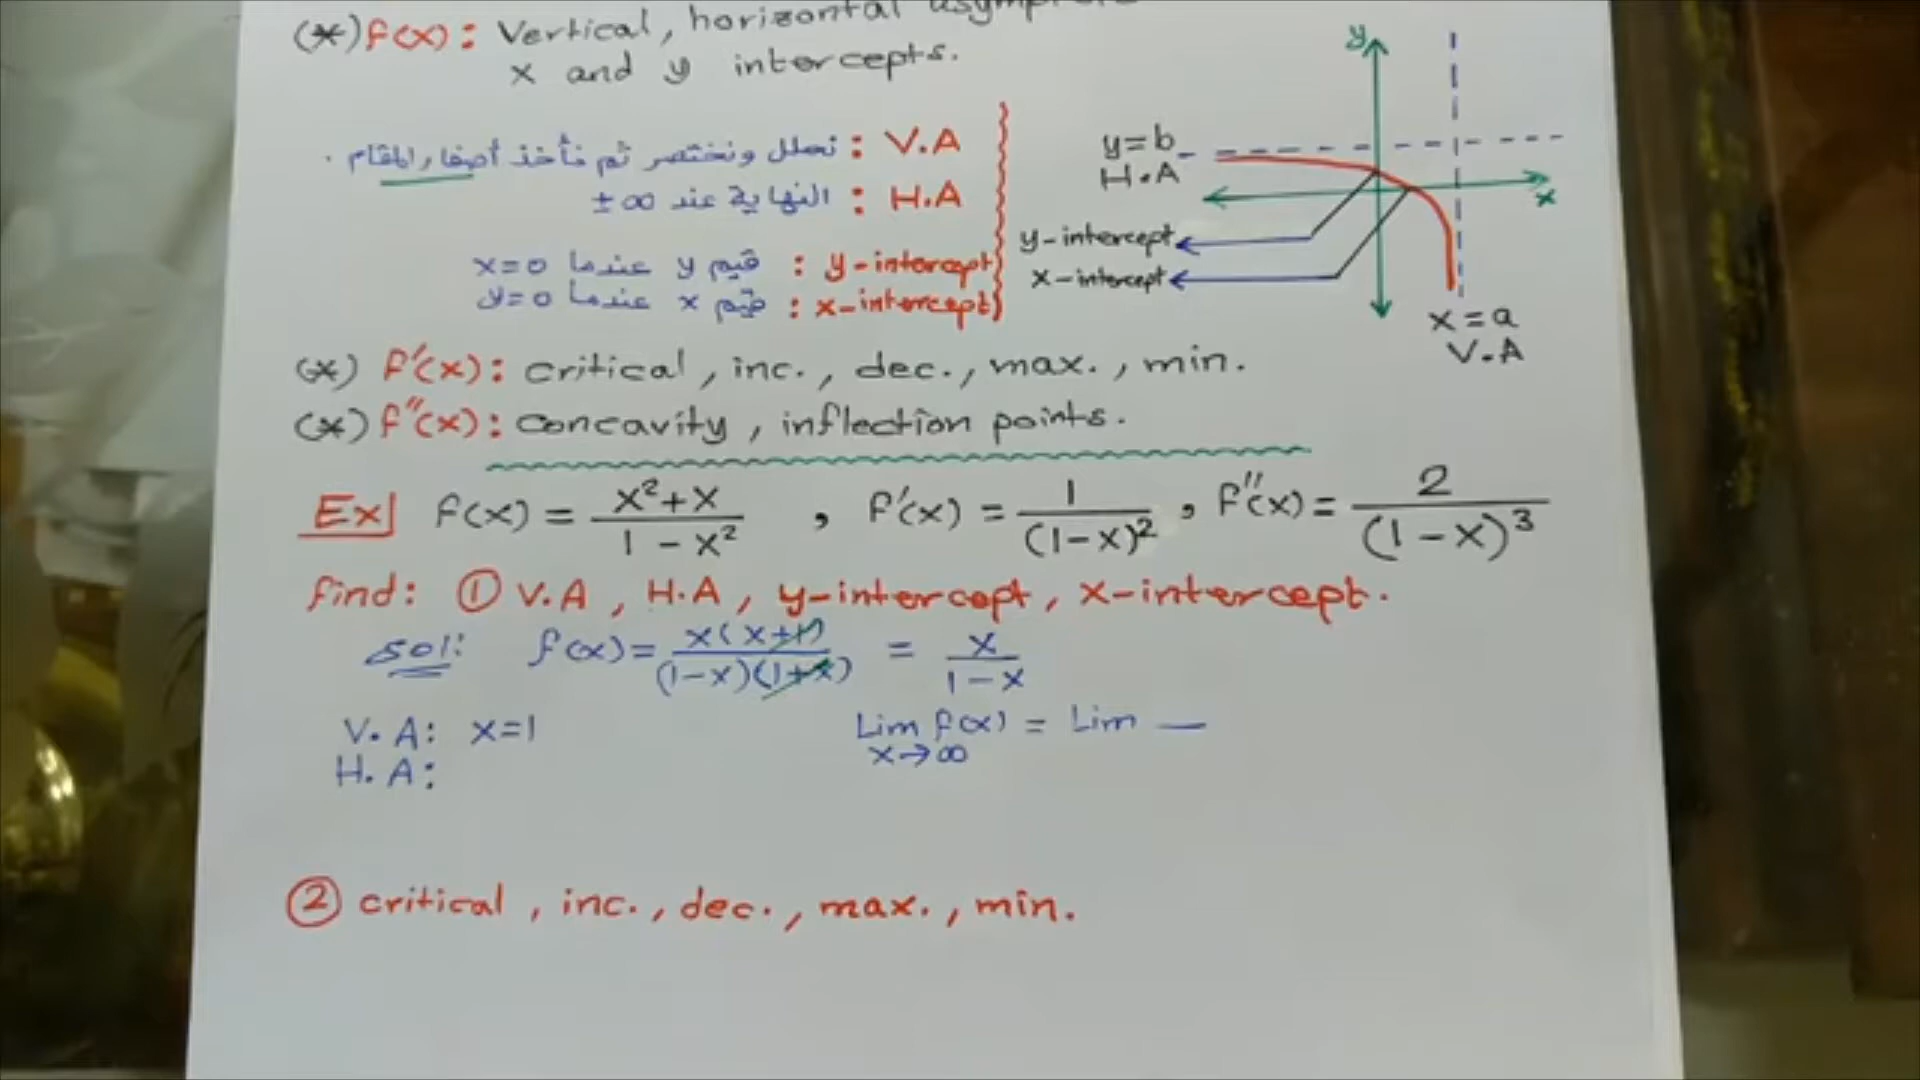 (*) f(x) : Vertical, horizontal asymptote
x and y intercepts.
V.A : نحلل ونختصر ثم نأخذ أصفار المقام .
H.A : النهاية عند ±∞
y-intercept : قيم y عندما x=0
x-intercept : قيم x عندما y=0
y
y=b
H.A
x
y-intercept
x-intercept
x=a
V.A
(*) f'(x) : critical, inc., dec., max., min.
(*) f''(x) : concavity, inflection points.
Ex] f(x) = (x²+x)/(1-x²) , f'(x) = 1/(1-x)² , f''(x) = 2/(1-x)³
find: ① V.A, H.A, y-intercept, x-intercept.
sol: f(x) = x(x+1)/((1-x)(1+x)) = x/(1-x)
V.A: x=1 Lim f(x) = Lim —
x→∞
H.A:
② critical, inc., dec., max., min.